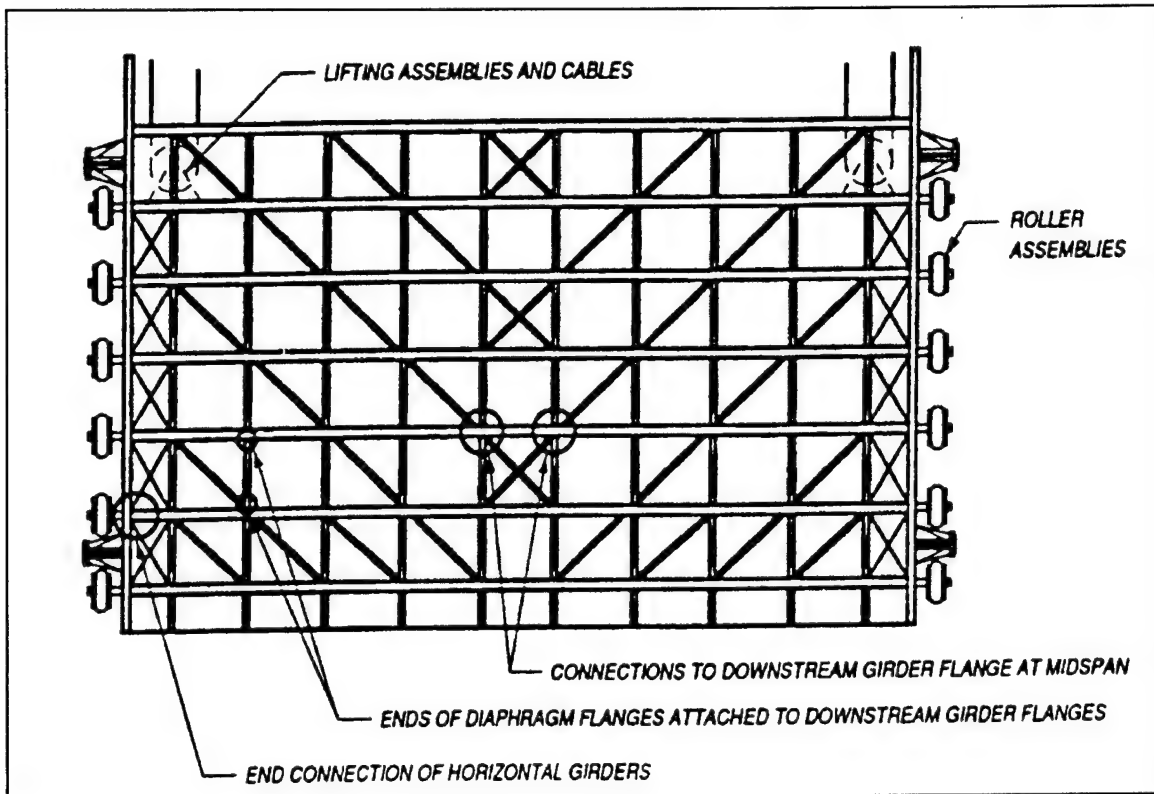 LIFTING ASSEMBLIES AND CABLES
ROLLER
ASSEMBLIES
CONNECTIONS TO DOWNSTREAM GIRDER FLANGE AT MIDSPAN
ENDS OF DIAPHRAGM FLANGES ATTACHED TO DOWNSTREAM GIRDER FLANGES
END CONNECTION OF HORIZONTAL GIRDERS